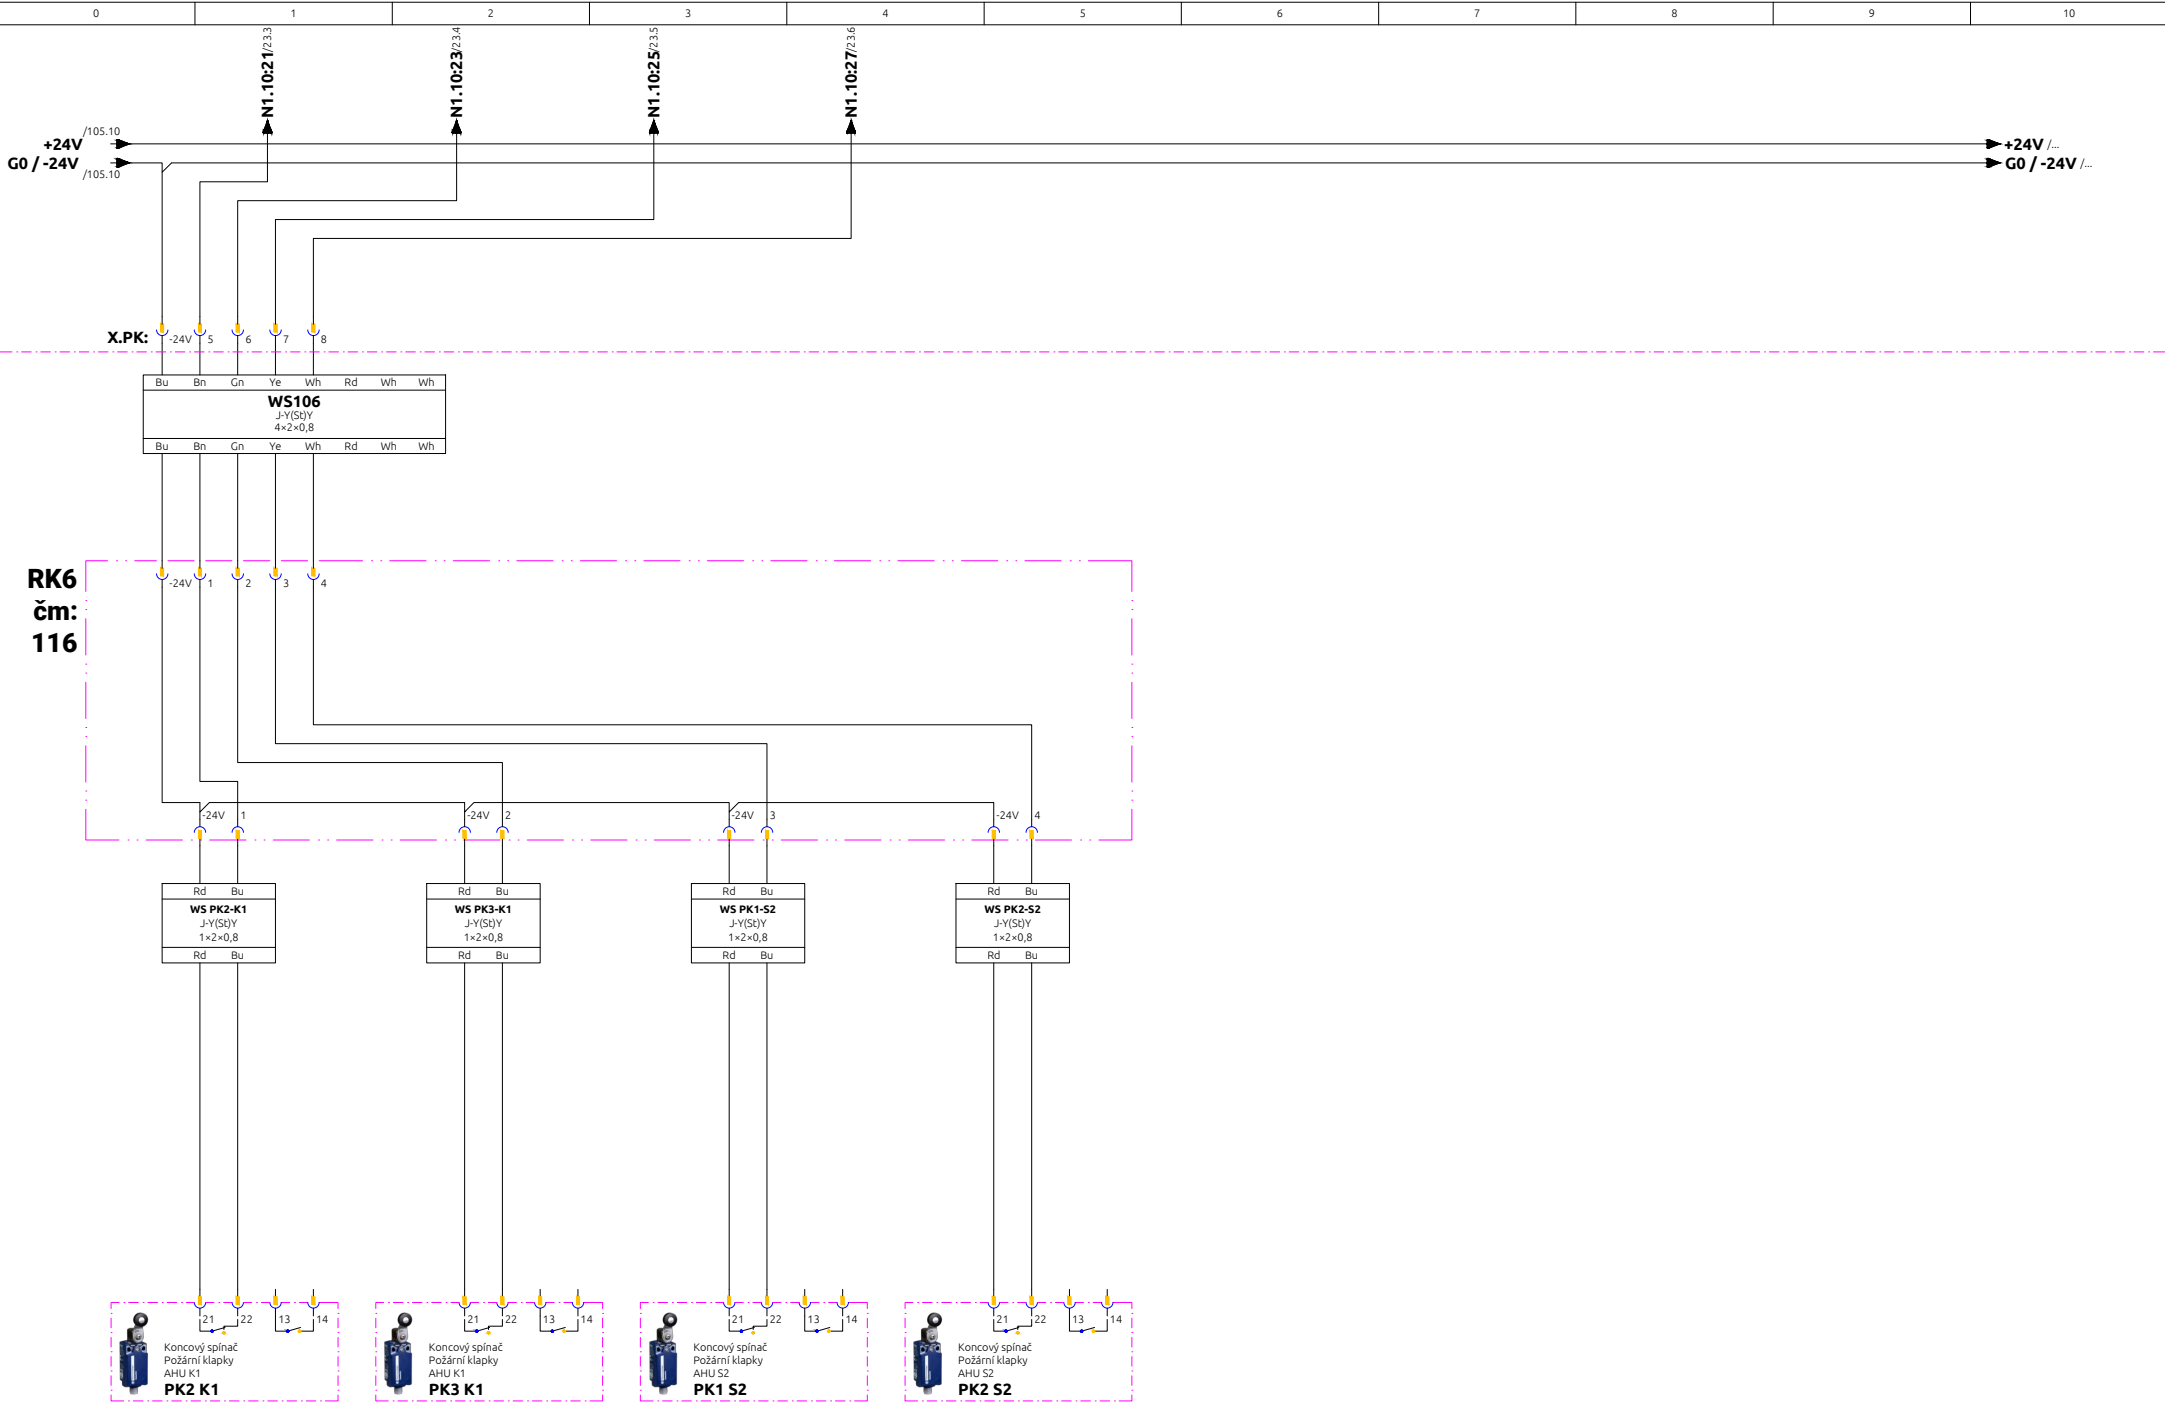 0 1 2 3 4 5 6 7 8 9 10
N1.10:21 /23.3
N1.10:23 /23.4
N1.10:25 /23.5
N1.10:27 /23.6
+24V /105.10
G0 / -24V /105.10
+24V /...
G0 / -24V /...
X.PK: -24V 5 6 7 8
Bu Bn Gn Ye Wh Rd Wh Wh
WS106
J-Y(St)Y
4×2×0,8
Bu Bn Gn Ye Wh Rd Wh Wh
RK6
čm:
116
-24V 1 2 3 4
-24V 1 -24V 2 -24V 3 -24V 4
Rd Bu
WS PK2-K1
J-Y(St)Y
1×2×0,8
Rd Bu
Rd Bu
WS PK3-K1
J-Y(St)Y
1×2×0,8
Rd Bu
Rd Bu
WS PK1-S2
J-Y(St)Y
1×2×0,8
Rd Bu
Rd Bu
WS PK2-S2
J-Y(St)Y
1×2×0,8
Rd Bu
21 22 13 14
Koncový spínač
Požární klapky
AHU K1
PK2 K1
21 22 13 14
Koncový spínač
Požární klapky
AHU K1
PK3 K1
21 22 13 14
Koncový spínač
Požární klapky
AHU S2
PK1 S2
21 22 13 14
Koncový spínač
Požární klapky
AHU S2
PK2 S2